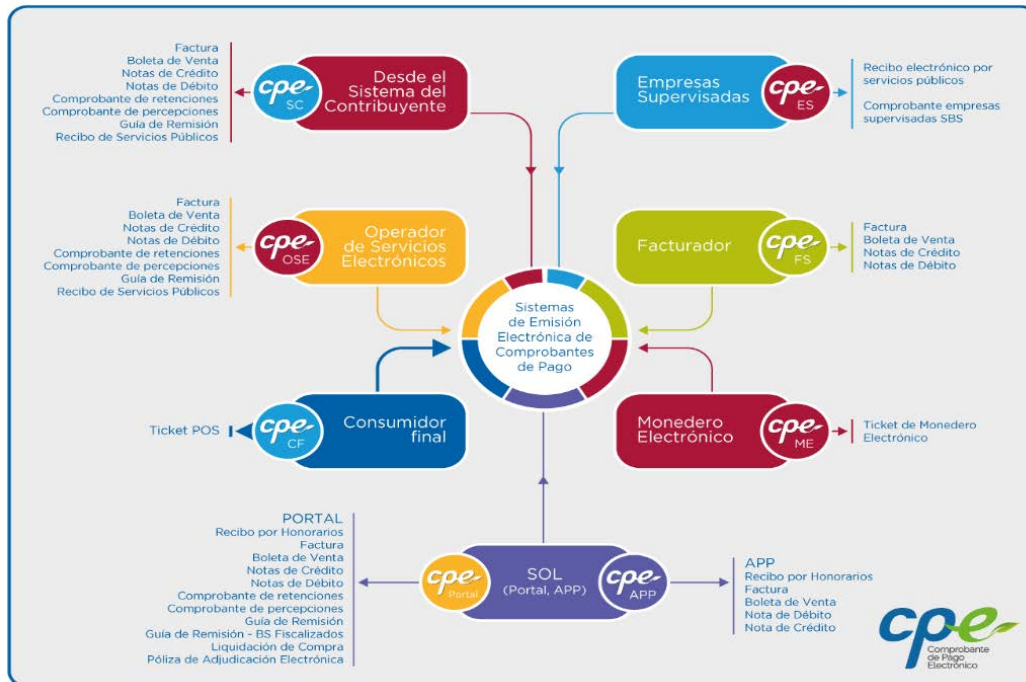 Factura
Boleta de Venta
Notas de Crédito
Notas de Débito
Comprobante de retenciones
Comprobante de percepciones
Guía de Remisión
Recibo de Servicios Públicos
cpe
SC
Desde el
Sistema del
Contribuyente
Empresas
Supervisadas
cpe
ES
Recibo electrónico por
servicios públicos
Comprobante empresas
supervisadas SBS
Factura
Boleta de Venta
Notas de Crédito
Notas de Débito
Comprobante de retenciones
Comprobante de percepciones
Guía de Remisión
Recibo de Servicios Públicos
cpe
OSE
Operador
de Servicios
Electrónicos
Facturador
cpe
FS
Factura
Boleta de Venta
Notas de Crédito
Notas de Débito
Sistemas
de Emisión
Electrónica de
Comprobantes
de Pago
Ticket POS
cpe
CF
Consumidor
final
Monedero
Electrónico
cpe
ME
Ticket de Monedero
Electrónico
PORTAL
Recibo por Honorarios
Factura
Boleta de Venta
Notas de Crédito
Notas de Débito
Comprobante de retenciones
Comprobante de percepciones
Guía de Remisión
Guía de Remisión - BS Fiscalizados
Liquidación de Compra
Póliza de Adjudicación Electrónica
cpe
Portal
SOL
(Portal, APP)
cpe
APP
APP
Recibo por Honorarios
Factura
Boleta de Venta
Nota de Débito
Nota de Crédito
cpe
Comprobante
de Pago
Electrónico